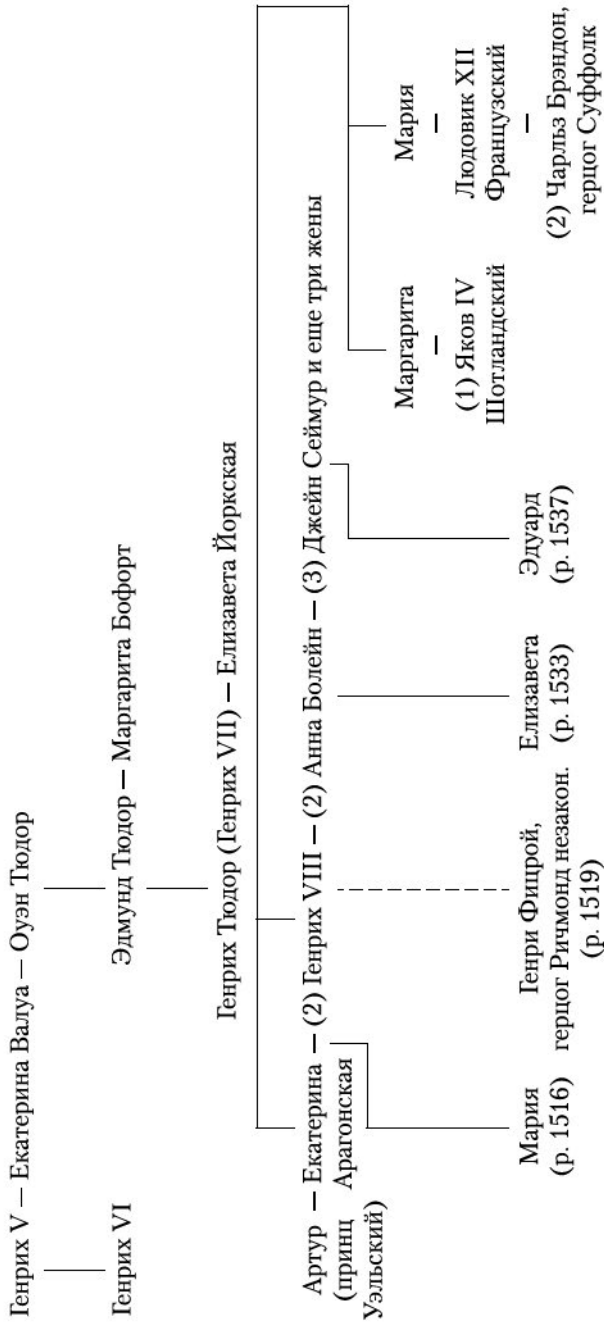 Генрих V — Екатерина Валуа — Оуэн Тюдор
Генрих VI
Эдмунд Тюдор — Маргарита Бофорт
Генрих Тюдор (Генрих VII) — Елизавета Йоркская
Артур — Екатерина — (2) Генрих VIII — (2) Анна Болейн — (3) Джейн Сеймур и еще три жены
(принц
Уэльский)
Арагонская
Маргарита
—
(1) Яков IV
Шотландский
Мария
—
Людовик XII
Французский
—
(2) Чарльз Брэндон,
герцог Суффолк
Мария
(р. 1516)
Генри Фицрой,
герцог Ричмонд незакон.
(р. 1519)
Елизавета
(р. 1533)
Эдуард
(р. 1537)